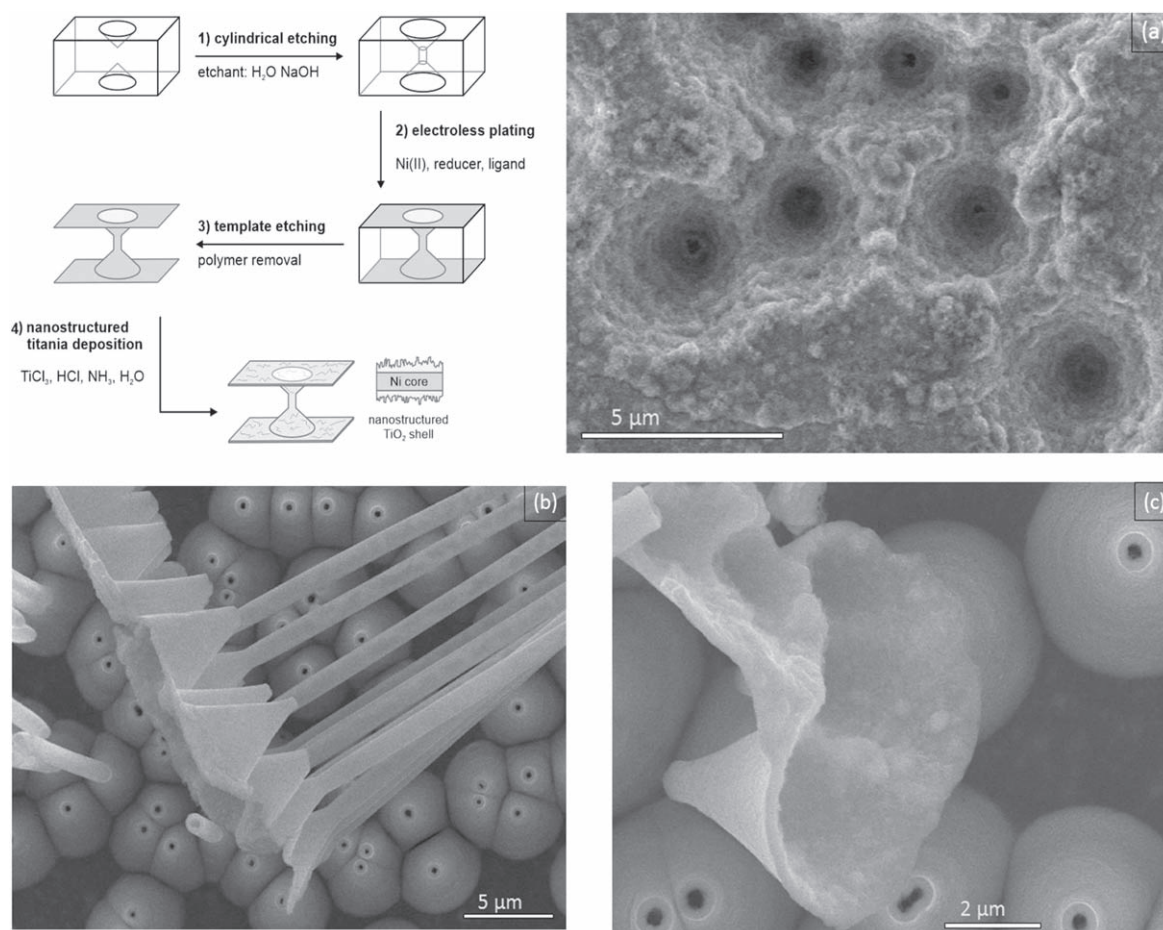 1) cylindrical etching
etchant: H₂O NaOH
2) electroless plating
Ni(II), reducer, ligand
3) template etching
polymer removal
4) nanostructured
titania deposition
TiCl₃, HCl, NH₃, H₂O
Ni core
nanostructured
TiO₂ shell
(a)
5 μm
(b)
5 μm
(c)
2 μm